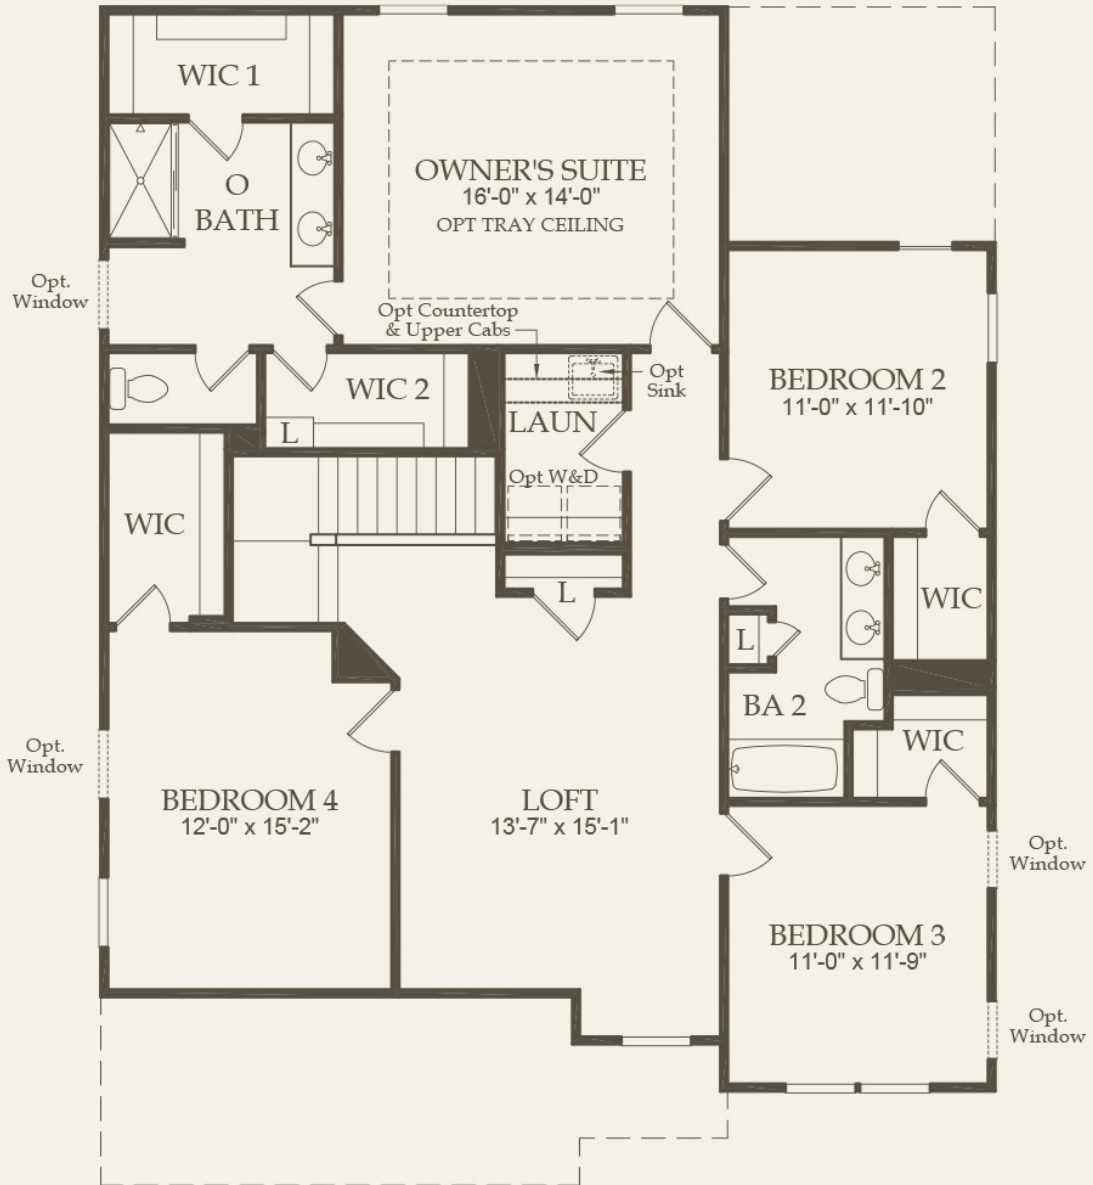 WIC 1
O
BATH
OWNER'S SUITE
16'-0" x 14'-0"
OPT TRAY CEILING
Opt.
Window
Opt Countertop
& Upper Cabs
Opt
Sink
WIC 2
L
LAUN
Opt W&D
BEDROOM 2
11'-0" x 11'-10"
WIC
L
WIC
L
BA 2
WIC
Opt.
Window
BEDROOM 4
12'-0" x 15'-2"
LOFT
13'-7" x 15'-1"
Opt.
Window
BEDROOM 3
11'-0" x 11'-9"
Opt.
Window